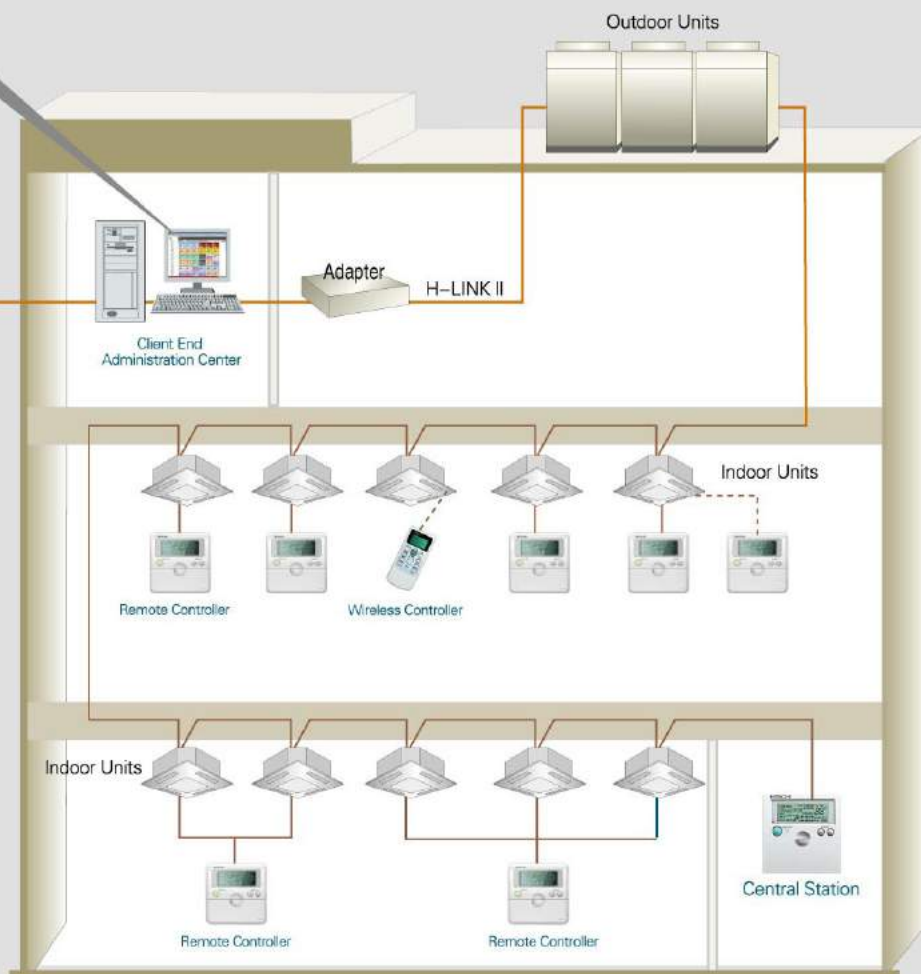 Outdoor Units
Adapter
H-LINK II
Client End
Administration Center
Indoor Units
Remote Controller
Wireless Controller
Indoor Units
Central Station
Remote Controller
Remote Controller